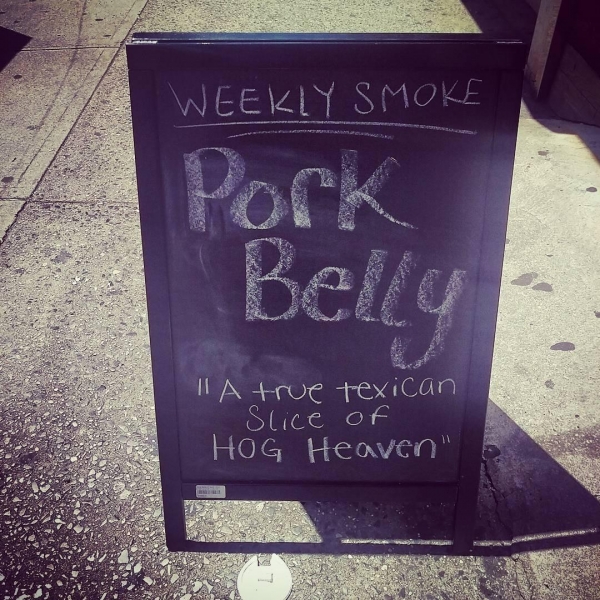 WEEKLY SMOKE
Pork
Belly
"A true texican
Slice of
HOG Heaven"